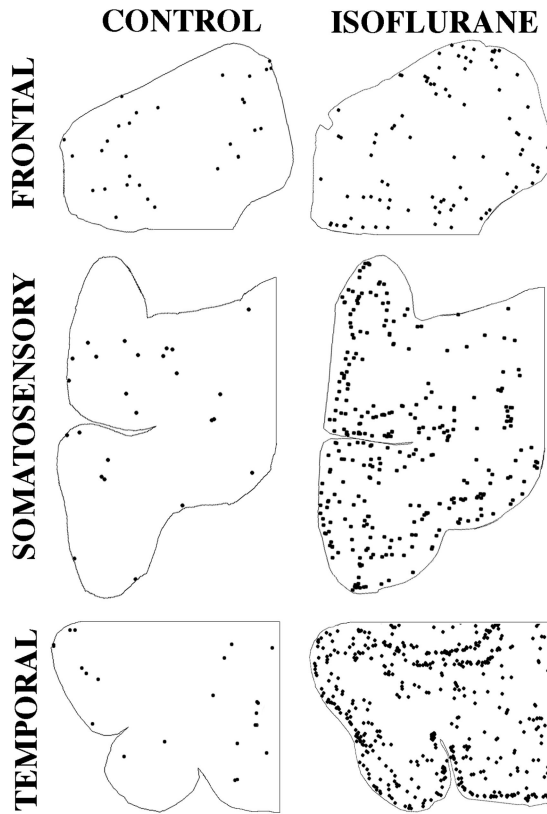 CONTROL
ISOFLURANE
FRONTAL
SOMATOSENSORY
TEMPORAL